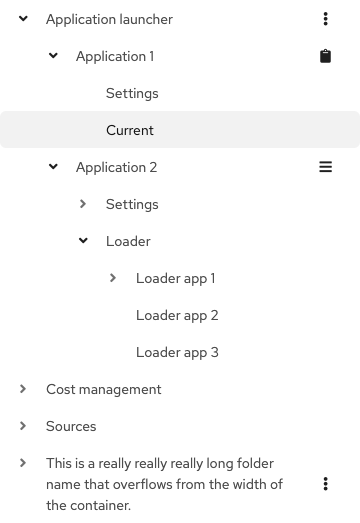 Application launcher
Application 1
Settings
Current
Application 2
Settings
Loader
Loader app 1
Loader app 2
Loader app 3
Cost management
Sources
This is a really really really long folder
name that overflows from the width of
the container.